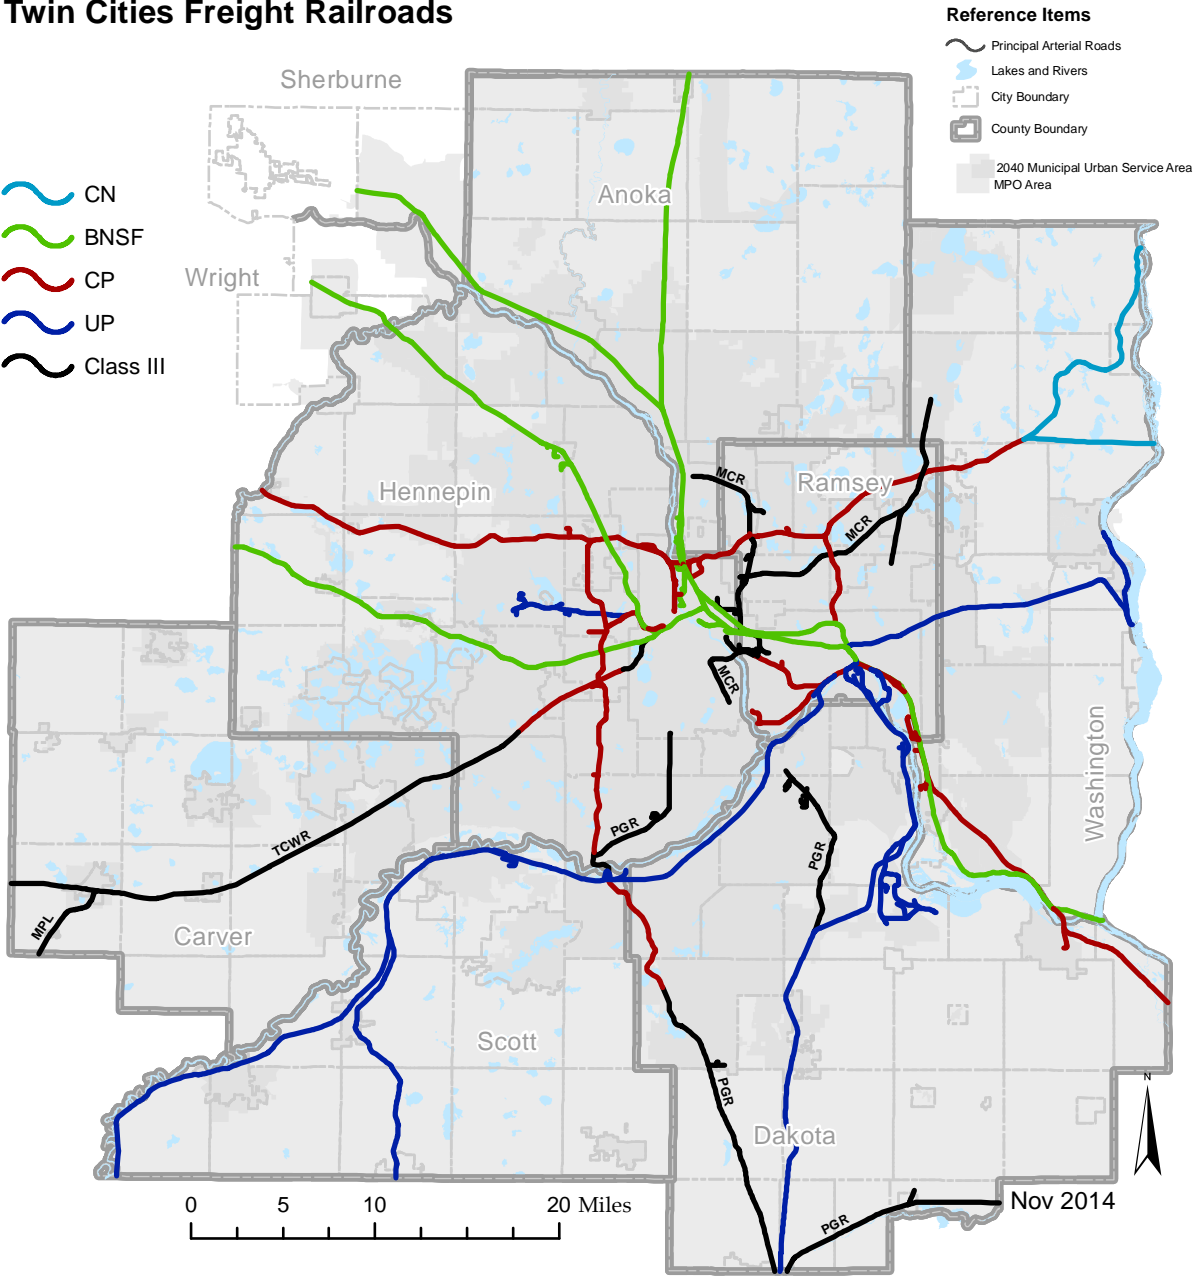 Twin Cities Freight Railroads
Reference Items
Principal Arterial Roads
Lakes and Rivers
City Boundary
County Boundary
2040 Municipal Urban Service Area
MPO Area
Sherburne
Anoka
CN
BNSF
Wright
CP
UP
Class III
MCR
Ramsey
Hennepin
MCR
MCR
Washington
PGR
TCWR
PGR
MPL
Carver
Scott
N
PGR
Dakota
0 5 10 20 Miles
Nov 2014
PGR